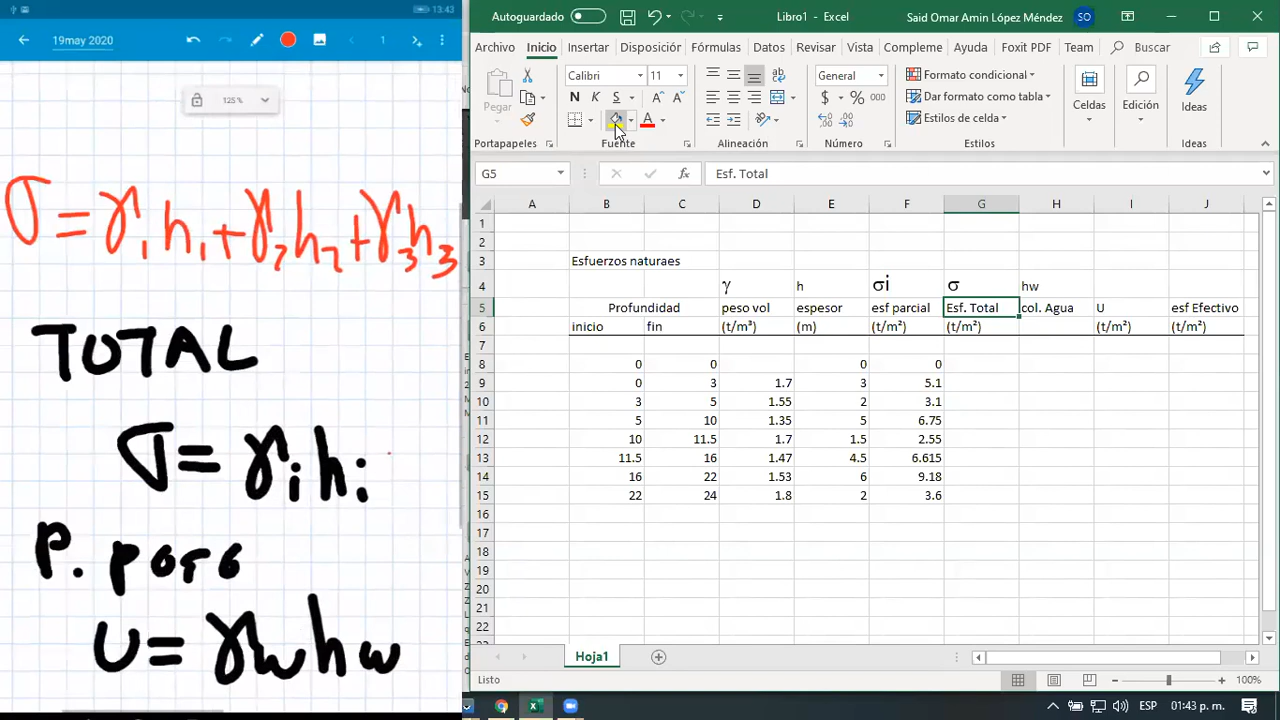 13:43
19may 2020
1
125 %
σ = γ₁h₁ + γ₂h₂ + γ₃h₃
TOTAL
σ = γihi
P. poro
U = γw hw
Autoguardado
Libro1 - Excel
Said Omar Amin López Méndez
SO
Archivo Inicio Insertar Disposición Fórmulas Datos Revisar Vista Compleme Ayuda Foxit PDF Team Buscar
Pegar
Calibri 11
N K S
A A
A
ab
General
$ % 000
Formato condicional
Dar formato como tabla
Estilos de celda
Celdas
Edición
Ideas
Portapapeles Fuente Alineación Número Estilos Ideas
G5 fx Esf. Total
A B C D E F G H I J
1
2
3 Esfuerzos naturaes
4 γ h σi σ hw
5 Profundidad peso vol espesor esf parcial Esf. Total col. Agua U esf Efectivo
6 inicio fin (t/m³) (m) (t/m²) (t/m²) (t/m²) (t/m²)
7
8 0 0 0 0
9 0 3 1.7 3 5.1
10 3 5 1.55 2 3.1
11 5 10 1.35 5 6.75
12 10 11.5 1.7 1.5 2.55
13 11.5 16 1.47 4.5 6.615
14 16 22 1.53 6 9.18
15 22 24 1.8 2 3.6
16
17
18
19
20
21
22
Hoja1
Listo
100%
ESP 01:43 p. m.